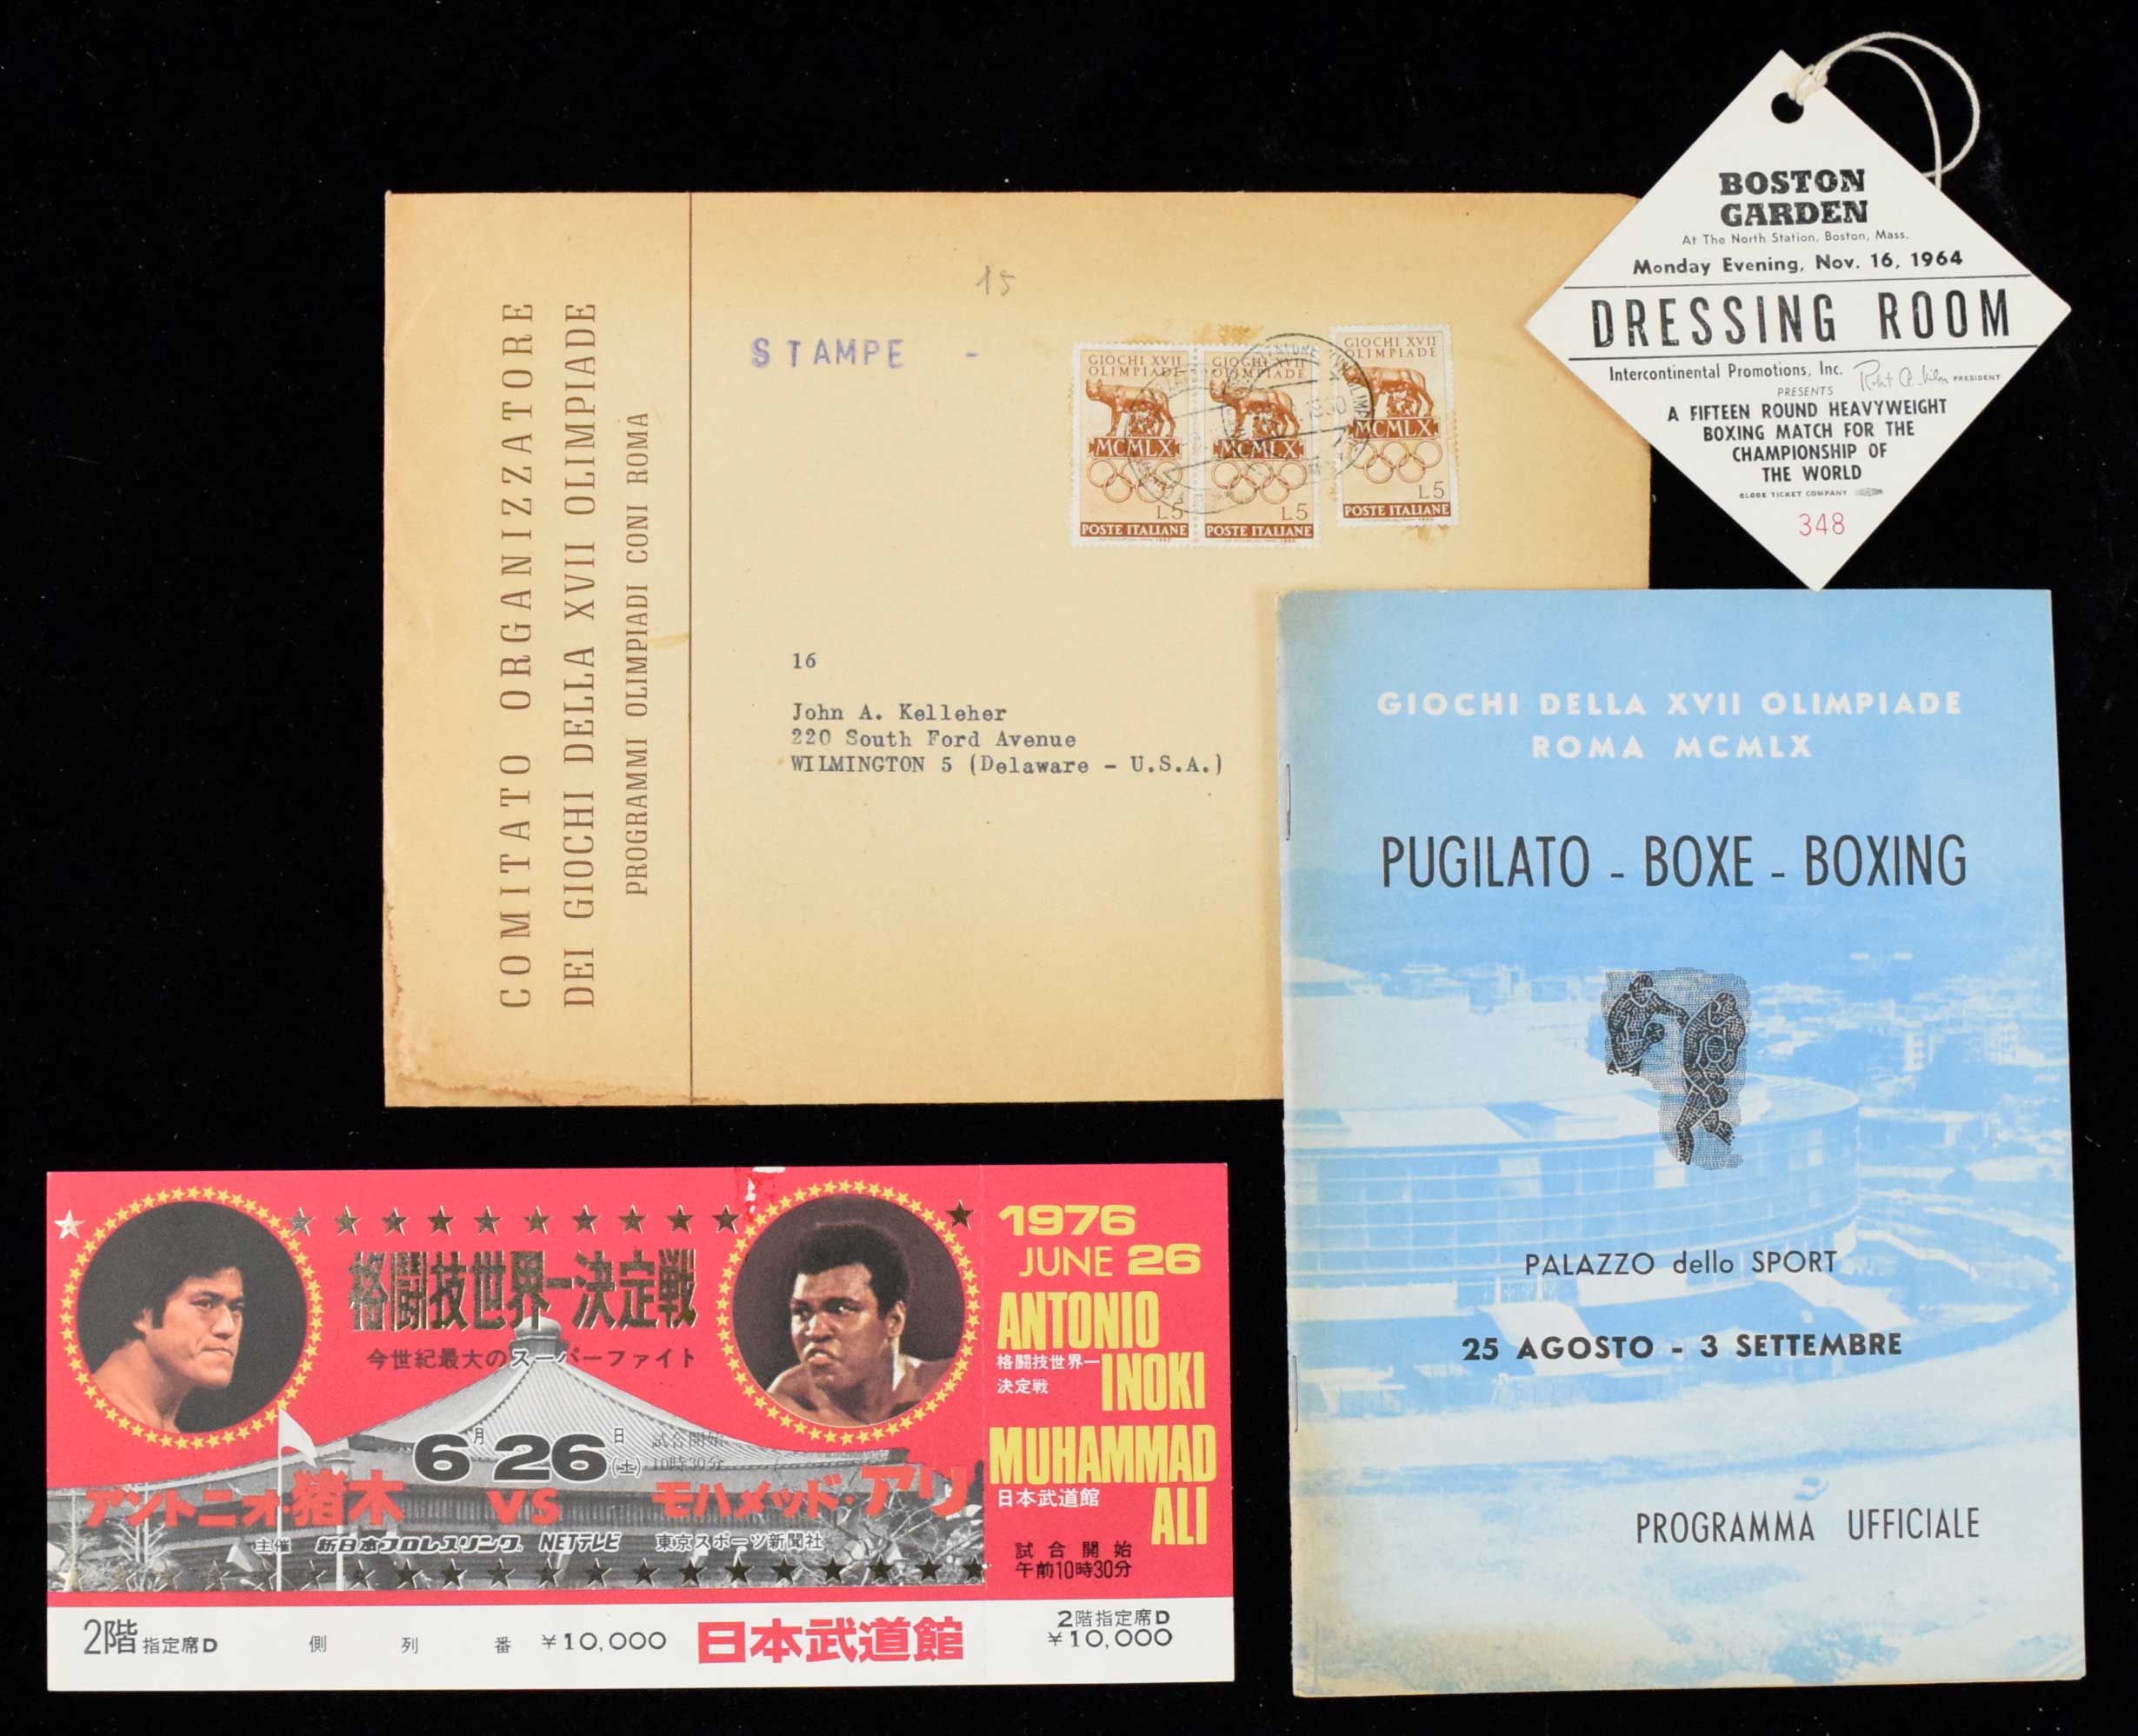 COMITATO ORGANIZZATORE
DEI GIOCHI DELLA XVII OLIMPIADE
PROGRAMMI OLIMPIADI CONI ROMA
15
STAMPE -
GIOCHI XVII
OLIMPIADE
MCMLX
L5
POSTE ITALIANE
GIOCHI XVII
OLIMPIADE
MCMLX
L5
POSTE ITALIANE
GIOCHI XVII
OLIMPIADE
MCMLX
L5
POSTE ITALIANE
16
John A. Kelleher
220 South Ford Avenue
WILMINGTON 5 (Delaware - U.S.A.)
BOSTON
GARDEN
At The North Station, Boston, Mass.
Monday Evening, Nov. 16, 1964
DRESSING ROOM
Intercontinental Promotions, Inc. PRESIDENT
PRESENTS
A FIFTEEN ROUND HEAVYWEIGHT
BOXING MATCH FOR THE
CHAMPIONSHIP OF
THE WORLD
GLOBE TICKET COMPANY
348
GIOCHI DELLA XVII OLIMPIADE
ROMA MCMLX
PUGILATO - BOXE - BOXING
PALAZZO dello SPORT
25 AGOSTO - 3 SETTEMBRE
PROGRAMMA UFFICIALE
格闘技世界一決定戦
今世紀最大のスーパーファイト
6月26日(土) 試合開始 10時30分
アントニオ・猪木 VS モハメッド・アリ
主催 新日本プロレスリング NETテレビ 東京スポーツ新聞社
2階 指定席D 側 列 番 ¥10,000 日本武道館
1976
JUNE 26
ANTONIO
格闘技世界一
決定戦
INOKI
MUHAMMAD
日本武道館
ALI
試合開始
午前10時30分
2階指定席D
¥10,000